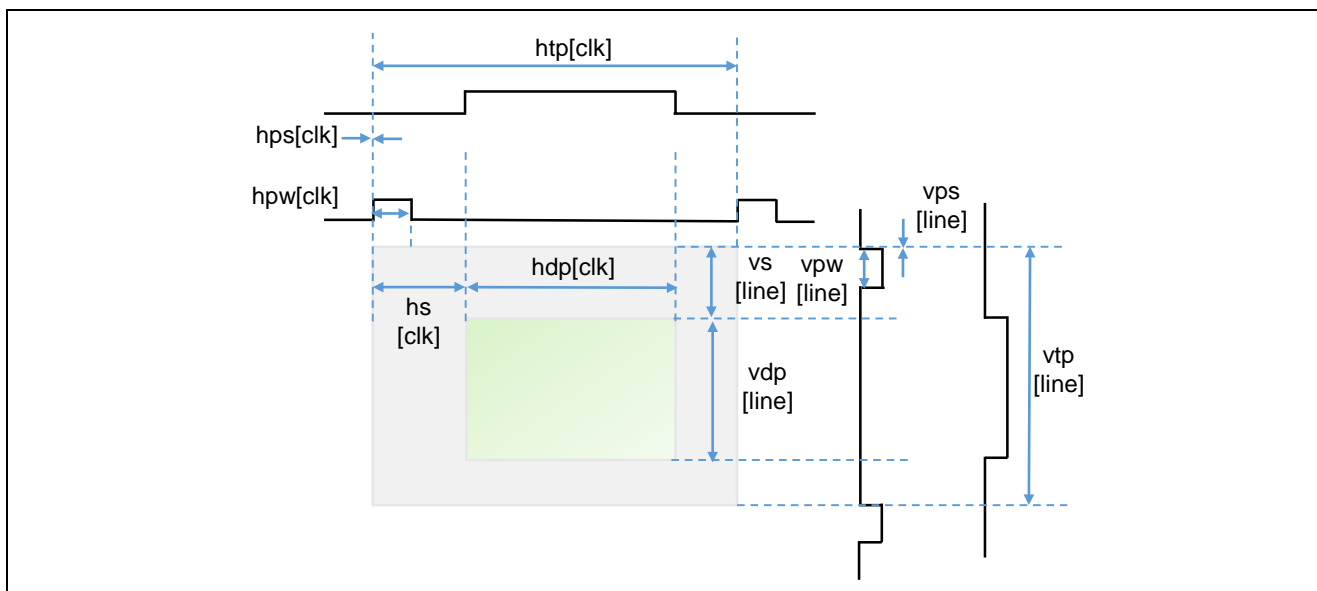 htp[clk]
hps[clk]
hpw[clk]
vps
[line]
hdp[clk]
vs
[line]
vpw
[line]
hs
[clk]
vdp
[line]
vtp
[line]